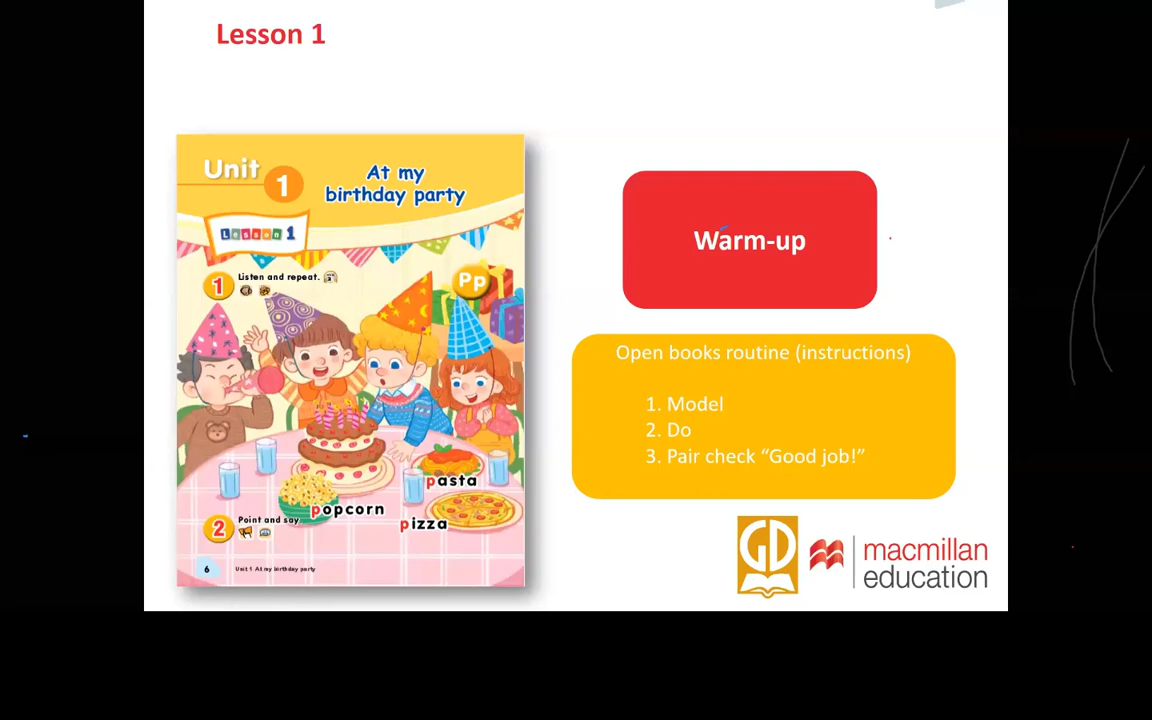 Lesson 1
Unit 1
At my
birthday party
Lesson 1
1 Listen and repeat.
Pp
pasta
popcorn
pizza
2 Point and say
6 Unit 1 At my birthday party
Warm-up
Open books routine (instructions)
1. Model
2. Do
3. Pair check “Good job!”
GD
macmillan
education